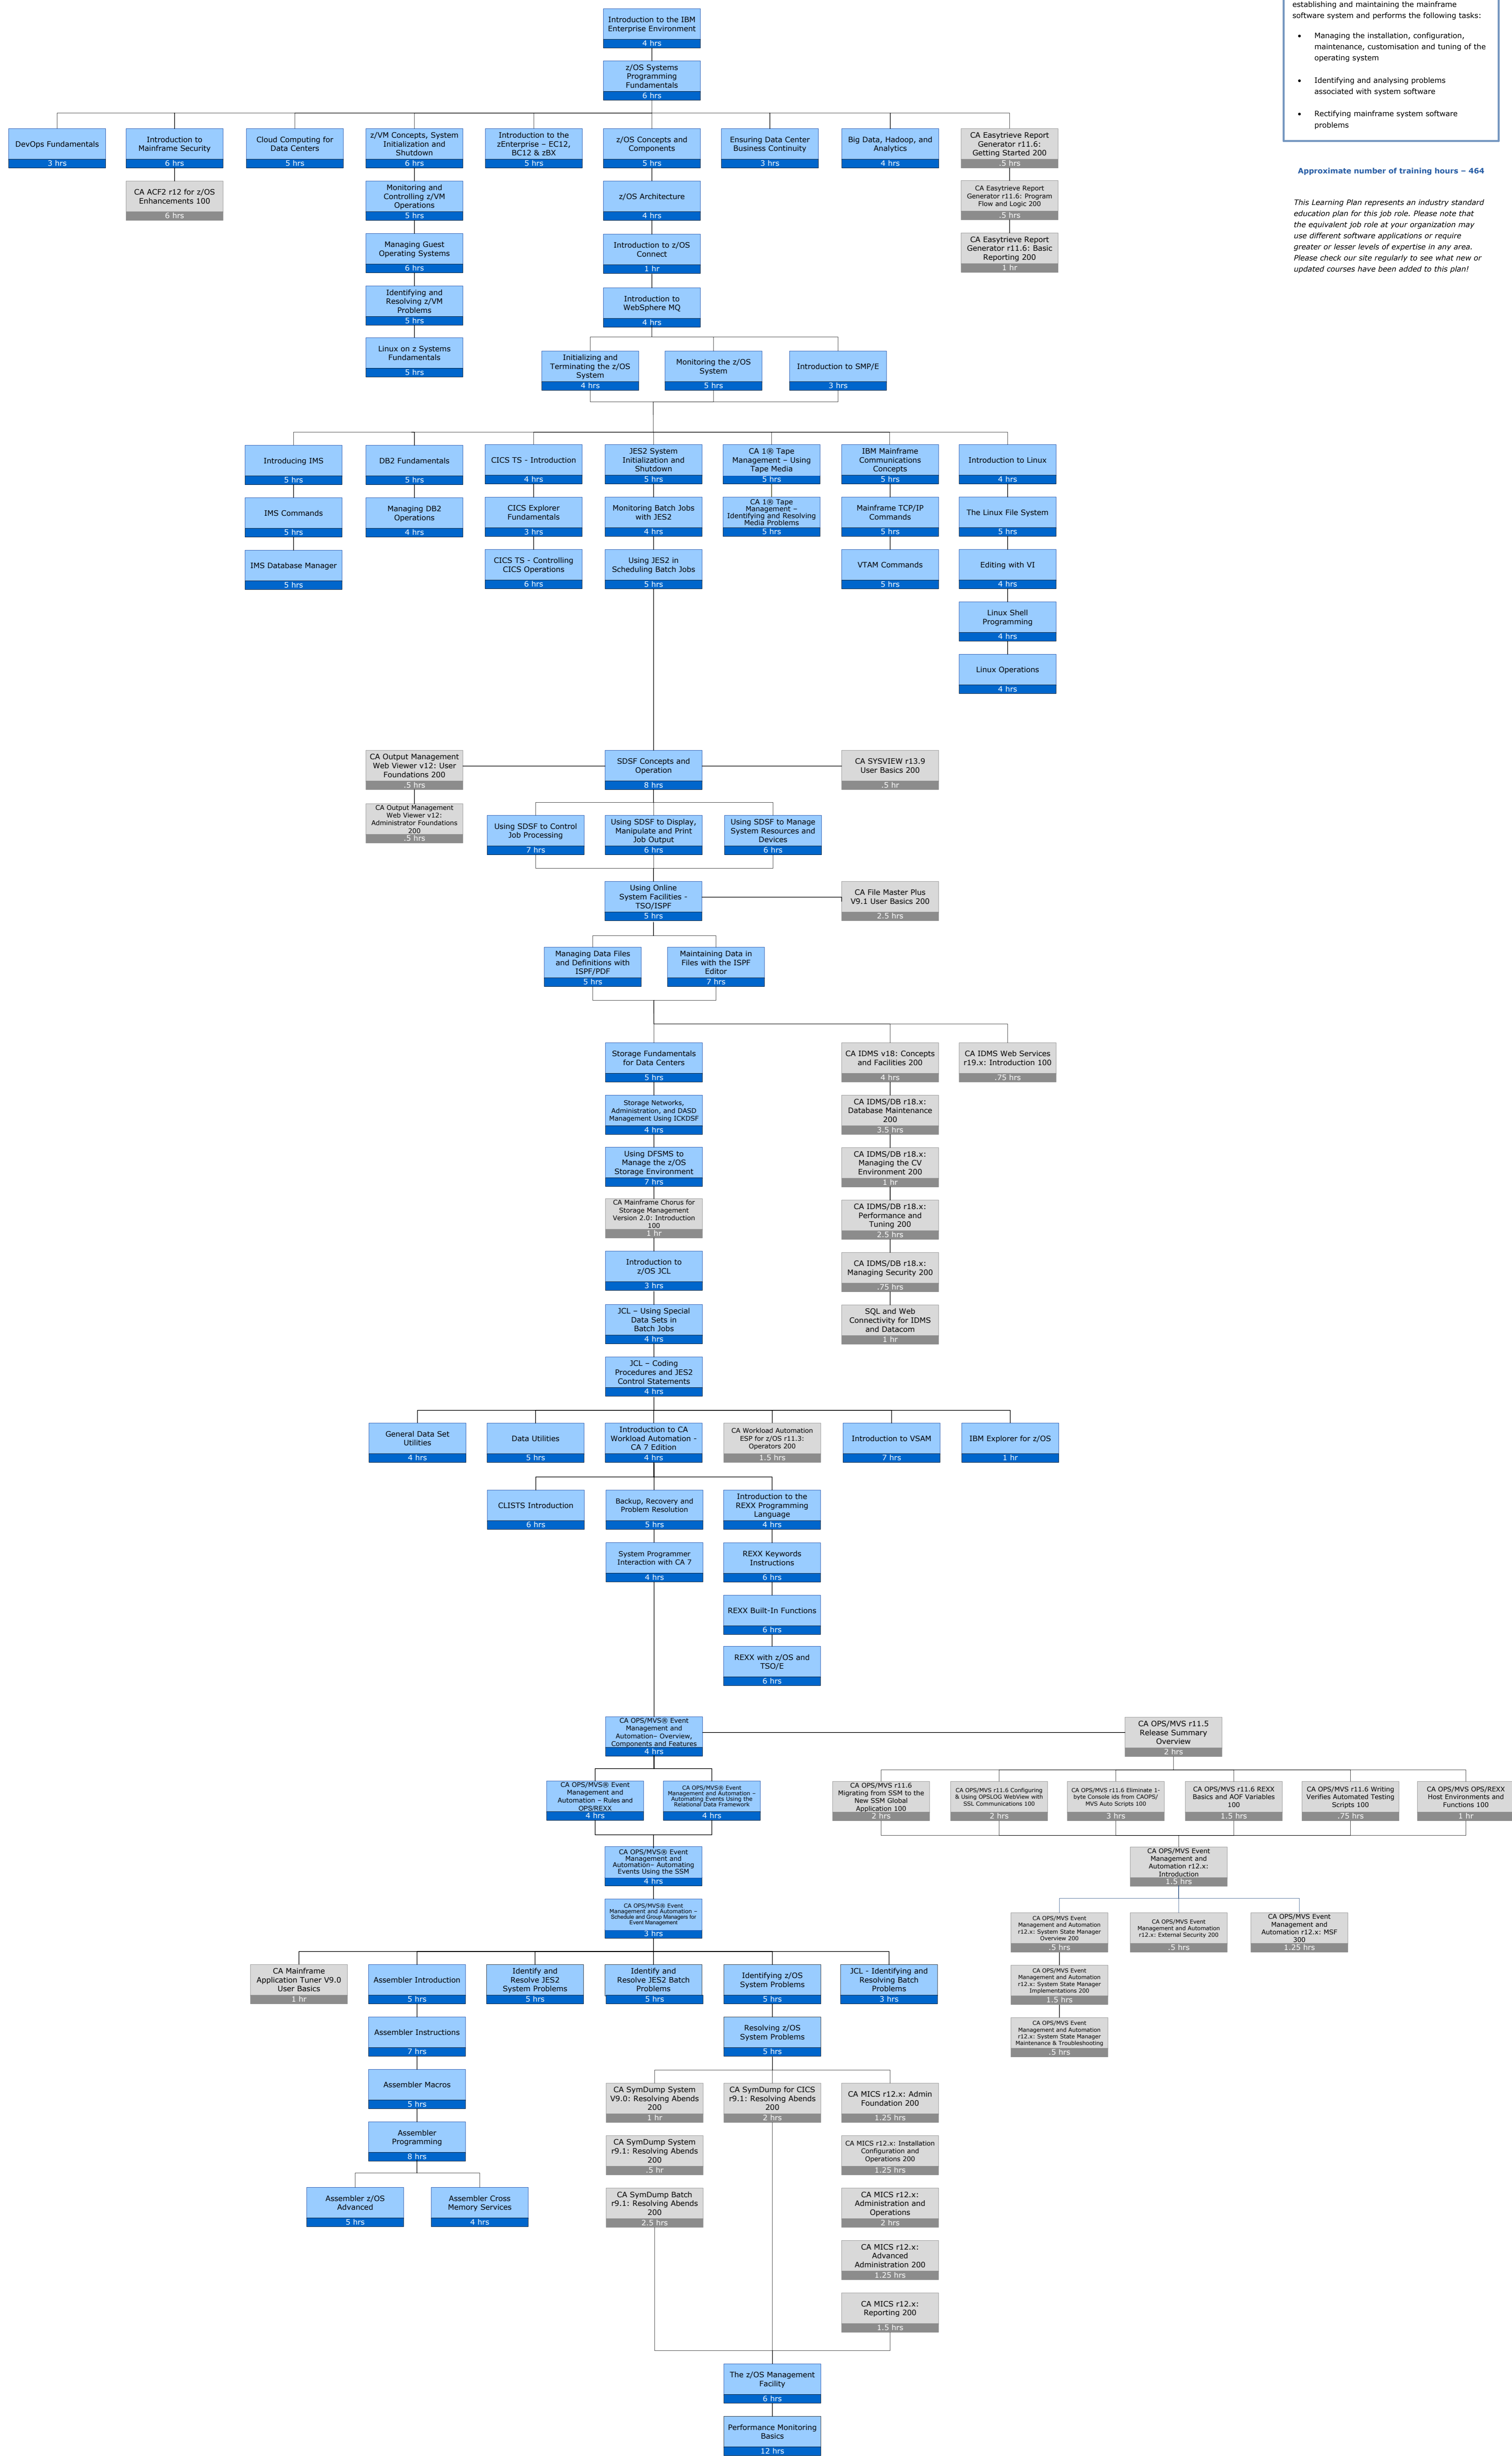 establishing and maintaining the mainframe
software system and performs the following tasks:
• Managing the installation, configuration,
maintenance, customisation and tuning of the
operating system
• Identifying and analysing problems
associated with system software
• Rectifying mainframe system software
problems
Approximate number of training hours – 464
This Learning Plan represents an industry standard
education plan for this job role. Please note that
the equivalent job role at your organization may
use different software applications or require
greater or lesser levels of expertise in any area.
Please check our site regularly to see what new or
updated courses have been added to this plan!
Introduction to the IBM
Enterprise Environment
4 hrs
z/OS Systems
Programming
Fundamentals
6 hrs
DevOps Fundamentals
3 hrs
Introduction to
Mainframe Security
6 hrs
CA ACF2 r12 for z/OS
Enhancements 100
6 hrs
Cloud Computing for
Data Centers
5 hrs
z/VM Concepts, System
Initialization and
Shutdown
6 hrs
Monitoring and
Controlling z/VM
Operations
5 hrs
Managing Guest
Operating Systems
6 hrs
Identifying and
Resolving z/VM
Problems
5 hrs
Linux on z Systems
Fundamentals
5 hrs
Introduction to the
zEnterprise – EC12,
BC12 & zBX
5 hrs
z/OS Concepts and
Components
5 hrs
z/OS Architecture
4 hrs
Introduction to z/OS
Connect
1 hr
Introduction to
WebSphere MQ
4 hrs
Ensuring Data Center
Business Continuity
3 hrs
Big Data, Hadoop, and
Analytics
4 hrs
CA Easytrieve Report
Generator r11.6:
Getting Started 200
.5 hrs
CA Easytrieve Report
Generator r11.6: Program
Flow and Logic 200
.5 hrs
CA Easytrieve Report
Generator r11.6: Basic
Reporting 200
1 hr
Initializing and
Terminating the z/OS
System
4 hrs
Monitoring the z/OS
System
5 hrs
Introduction to SMP/E
3 hrs
Introducing IMS
5 hrs
IMS Commands
5 hrs
IMS Database Manager
5 hrs
DB2 Fundamentals
5 hrs
Managing DB2
Operations
4 hrs
CICS TS - Introduction
4 hrs
CICS Explorer
Fundamentals
3 hrs
CICS TS - Controlling
CICS Operations
6 hrs
JES2 System
Initialization and
Shutdown
5 hrs
Monitoring Batch Jobs
with JES2
4 hrs
Using JES2 in
Scheduling Batch Jobs
5 hrs
CA 1® Tape
Management – Using
Tape Media
5 hrs
CA 1® Tape
Management –
Identifying and Resolving
Media Problems
5 hrs
IBM Mainframe
Communications
Concepts
5 hrs
Mainframe TCP/IP
Commands
5 hrs
VTAM Commands
5 hrs
Introduction to Linux
4 hrs
The Linux File System
5 hrs
Editing with VI
4 hrs
Linux Shell
Programming
4 hrs
Linux Operations
4 hrs
CA Output Management
Web Viewer v12: User
Foundations 200
.5 hrs
CA Output Management
Web Viewer v12:
Administrator Foundations
200
.5 hrs
SDSF Concepts and
Operation
8 hrs
CA SYSVIEW r13.9
User Basics 200
.5 hr
Using SDSF to Control
Job Processing
7 hrs
Using SDSF to Display,
Manipulate and Print
Job Output
6 hrs
Using SDSF to Manage
System Resources and
Devices
6 hrs
Using Online
System Facilities -
TSO/ISPF
5 hrs
CA File Master Plus
V9.1 User Basics 200
2.5 hrs
Managing Data Files
and Definitions with
ISPF/PDF
5 hrs
Maintaining Data in
Files with the ISPF
Editor
7 hrs
Storage Fundamentals
for Data Centers
5 hrs
Storage Networks,
Administration, and DASD
Management Using ICKDSF
4 hrs
Using DFSMS to
Manage the z/OS
Storage Environment
7 hrs
CA Mainframe Chorus for
Storage Management
Version 2.0: Introduction
100
1 hr
Introduction to
z/OS JCL
3 hrs
JCL – Using Special
Data Sets in
Batch Jobs
4 hrs
JCL – Coding
Procedures and JES2
Control Statements
4 hrs
CA IDMS v18: Concepts
and Facilities 200
4 hrs
CA IDMS/DB r18.x:
Database Maintenance
200
3.5 hrs
CA IDMS/DB r18.x:
Managing the CV
Environment 200
1 hr
CA IDMS/DB r18.x:
Performance and
Tuning 200
2.5 hrs
CA IDMS/DB r18.x:
Managing Security 200
.75 hrs
SQL and Web
Connectivity for IDMS
and Datacom
1 hr
CA IDMS Web Services
r19.x: Introduction 100
.75 hrs
General Data Set
Utilities
4 hrs
Data Utilities
5 hrs
Introduction to CA
Workload Automation -
CA 7 Edition
4 hrs
CA Workload Automation
ESP for z/OS r11.3:
Operators 200
1.5 hrs
Introduction to VSAM
7 hrs
IBM Explorer for z/OS
1 hr
CLISTS Introduction
6 hrs
Backup, Recovery and
Problem Resolution
5 hrs
System Programmer
Interaction with CA 7
4 hrs
Introduction to the
REXX Programming
Language
4 hrs
REXX Keywords
Instructions
6 hrs
REXX Built-In Functions
6 hrs
REXX with z/OS and
TSO/E
6 hrs
CA OPS/MVS® Event
Management and
Automation– Overview,
Components and Features
4 hrs
CA OPS/MVS r11.5
Release Summary
Overview
2 hrs
CA OPS/MVS® Event
Management and
Automation – Rules and
OPS/REXX
4 hrs
CA OPS/MVS® Event
Management and Automation –
Automating Events Using the
Relational Data Framework
4 hrs
CA OPS/MVS® Event
Management and
Automation– Automating
Events Using the SSM
4 hrs
CA OPS/MVS® Event
Management and Automation –
Schedule and Group Managers for
Event Management
3 hrs
CA OPS/MVS r11.6
Migrating from SSM to the
New SSM Global
Application 100
2 hrs
CA OPS/MVS r11.6 Configuring
& Using OPSLOG WebView with
SSL Communications 100
2 hrs
CA OPS/MVS r11.6 Eliminate 1-
byte Console ids from CAOPS/
MVS Auto Scripts 100
3 hrs
CA OPS/MVS r11.6 REXX
Basics and AOF Variables
100
1.5 hrs
CA OPS/MVS r11.6 Writing
Verifies Automated Testing
Scripts 100
.75 hrs
CA OPS/MVS OPS/REXX
Host Environments and
Functions 100
1 hr
CA OPS/MVS Event
Management and
Automation r12.x:
Introduction
1.5 hrs
CA OPS/MVS Event
Management and Automation
r12.x: System State Manager
Overview 200
.5 hrs
CA OPS/MVS Event
Management and Automation
r12.x: System State Manager
Implementations 200
1.5 hrs
CA OPS/MVS Event
Management and Automation
r12.x: System State Manager
Maintenance & Troubleshooting
.5 hrs
CA OPS/MVS Event
Management and Automation
r12.x: External Security 200
.5 hrs
CA OPS/MVS Event
Management and
Automation r12.x: MSF
300
1.25 hrs
CA Mainframe
Application Tuner V9.0
User Basics
1 hr
Assembler Introduction
5 hrs
Assembler Instructions
7 hrs
Assembler Macros
5 hrs
Assembler
Programming
8 hrs
Assembler z/OS
Advanced
5 hrs
Assembler Cross
Memory Services
4 hrs
Identify and
Resolve JES2
System Problems
5 hrs
Identify and
Resolve JES2 Batch
Problems
5 hrs
Identifying z/OS
System Problems
5 hrs
Resolving z/OS
System Problems
5 hrs
JCL - Identifying and
Resolving Batch
Problems
3 hrs
CA SymDump System
V9.0: Resolving Abends
200
1 hr
CA SymDump System
r9.1: Resolving Abends
200
.5 hr
CA SymDump Batch
r9.1: Resolving Abends
200
2.5 hrs
CA SymDump for CICS
r9.1: Resolving Abends
200
2 hrs
CA MICS r12.x: Admin
Foundation 200
1.25 hrs
CA MICS r12.x: Installation
Configuration and
Operations 200
1.25 hrs
CA MICS r12.x:
Administration and
Operations
2 hrs
CA MICS r12.x:
Advanced
Administration 200
1.25 hrs
CA MICS r12.x:
Reporting 200
1.5 hrs
The z/OS Management
Facility
6 hrs
Performance Monitoring
Basics
12 hrs